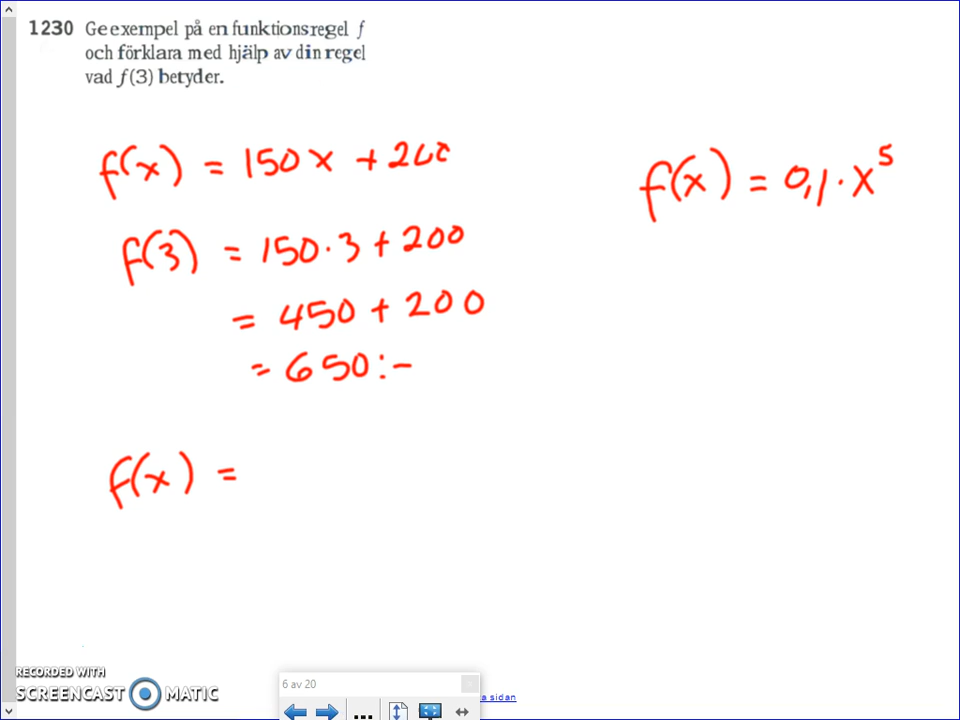 1230 Ge exempel på en funktionsregel f
och förklara med hjälp av din regel
vad f(3) betyder.
f(x) = 150x + 200
f(x) = 0,1 · x⁵
f(3) = 150 · 3 + 200
= 450 + 200
= 650:-
f(x) =
RECORDED WITH
SCREENCAST MATIC
6 av 20
a sidan